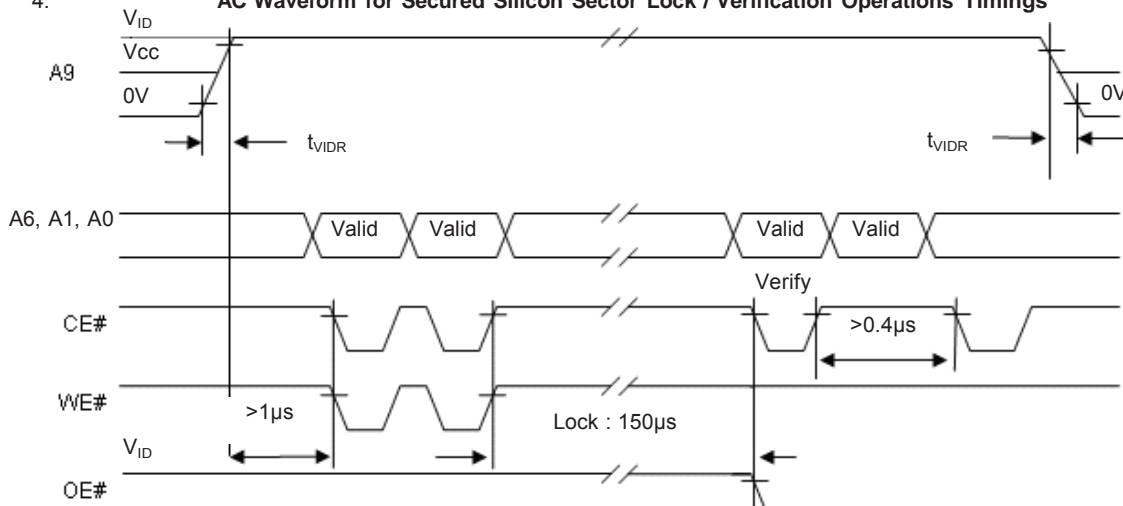 4. AC Waveform for Secured Silicon Sector Lock / Verification Operations Timings
VID
Vcc
A9
0V
0V
tVIDR
tVIDR
A6, A1, A0
Valid
Valid
Valid
Valid
Verify
CE#
>0.4µs
WE#
>1µs
Lock : 150µs
VID
OE#